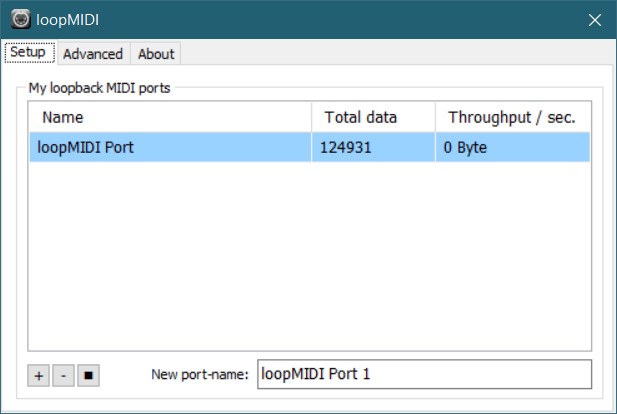 loopMIDI
Setup Advanced About
My loopback MIDI ports
Name Total data Throughput / sec.
loopMIDI Port 124931 0 Byte
+ - ■ New port-name: loopMIDI Port 1